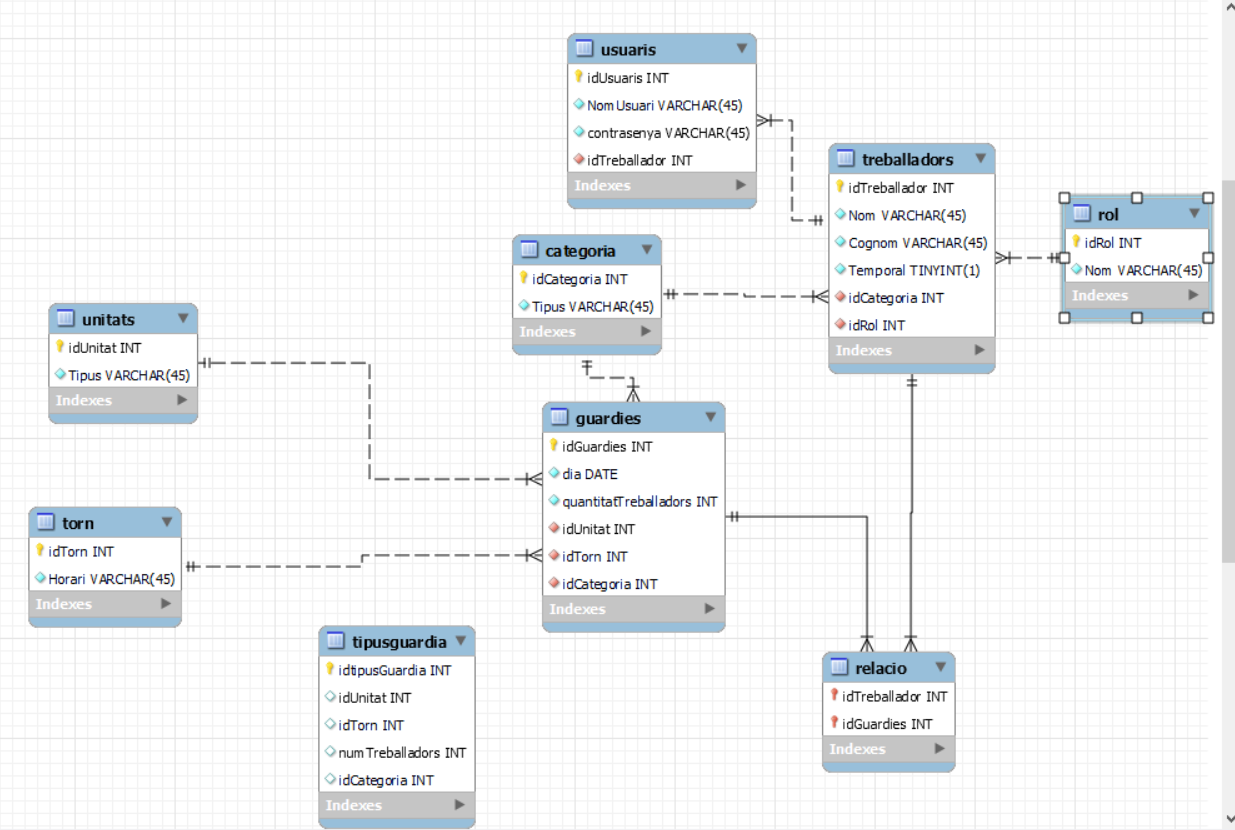 usuaris
idUsuaris INT
NomUsuari VARCHAR(45)
contrasenya VARCHAR(45)
idTreballador INT
Indexes
treballadors
idTreballador INT
Nom VARCHAR(45)
Cognom VARCHAR(45)
Temporal TINYINT(1)
idCategoria INT
idRol INT
Indexes
rol
idRol INT
Nom VARCHAR(45)
Indexes
categoria
idCategoria INT
Tipus VARCHAR(45)
Indexes
unitats
idUnitat INT
Tipus VARCHAR(45)
Indexes
guardies
idGuardies INT
dia DATE
quantitatTreballadors INT
idUnitat INT
idTorn INT
idCategoria INT
Indexes
torn
idTorn INT
Horari VARCHAR(45)
Indexes
tipusguardia
idtipusGuardia INT
idUnitat INT
idTorn INT
numTreballadors INT
idCategoria INT
Indexes
relacio
idTreballador INT
idGuardies INT
Indexes